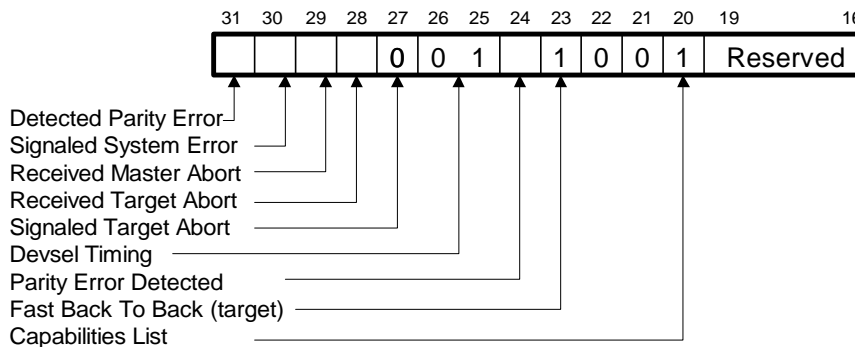 31 30 29 28 27 26 25 24 23 22 21 20 19 16
0 0 1 1 0 0 1 Reserved
Detected Parity Error
Signaled System Error
Received Master Abort
Received Target Abort
Signaled Target Abort
Devsel Timing
Parity Error Detected
Fast Back To Back (target)
Capabilities List